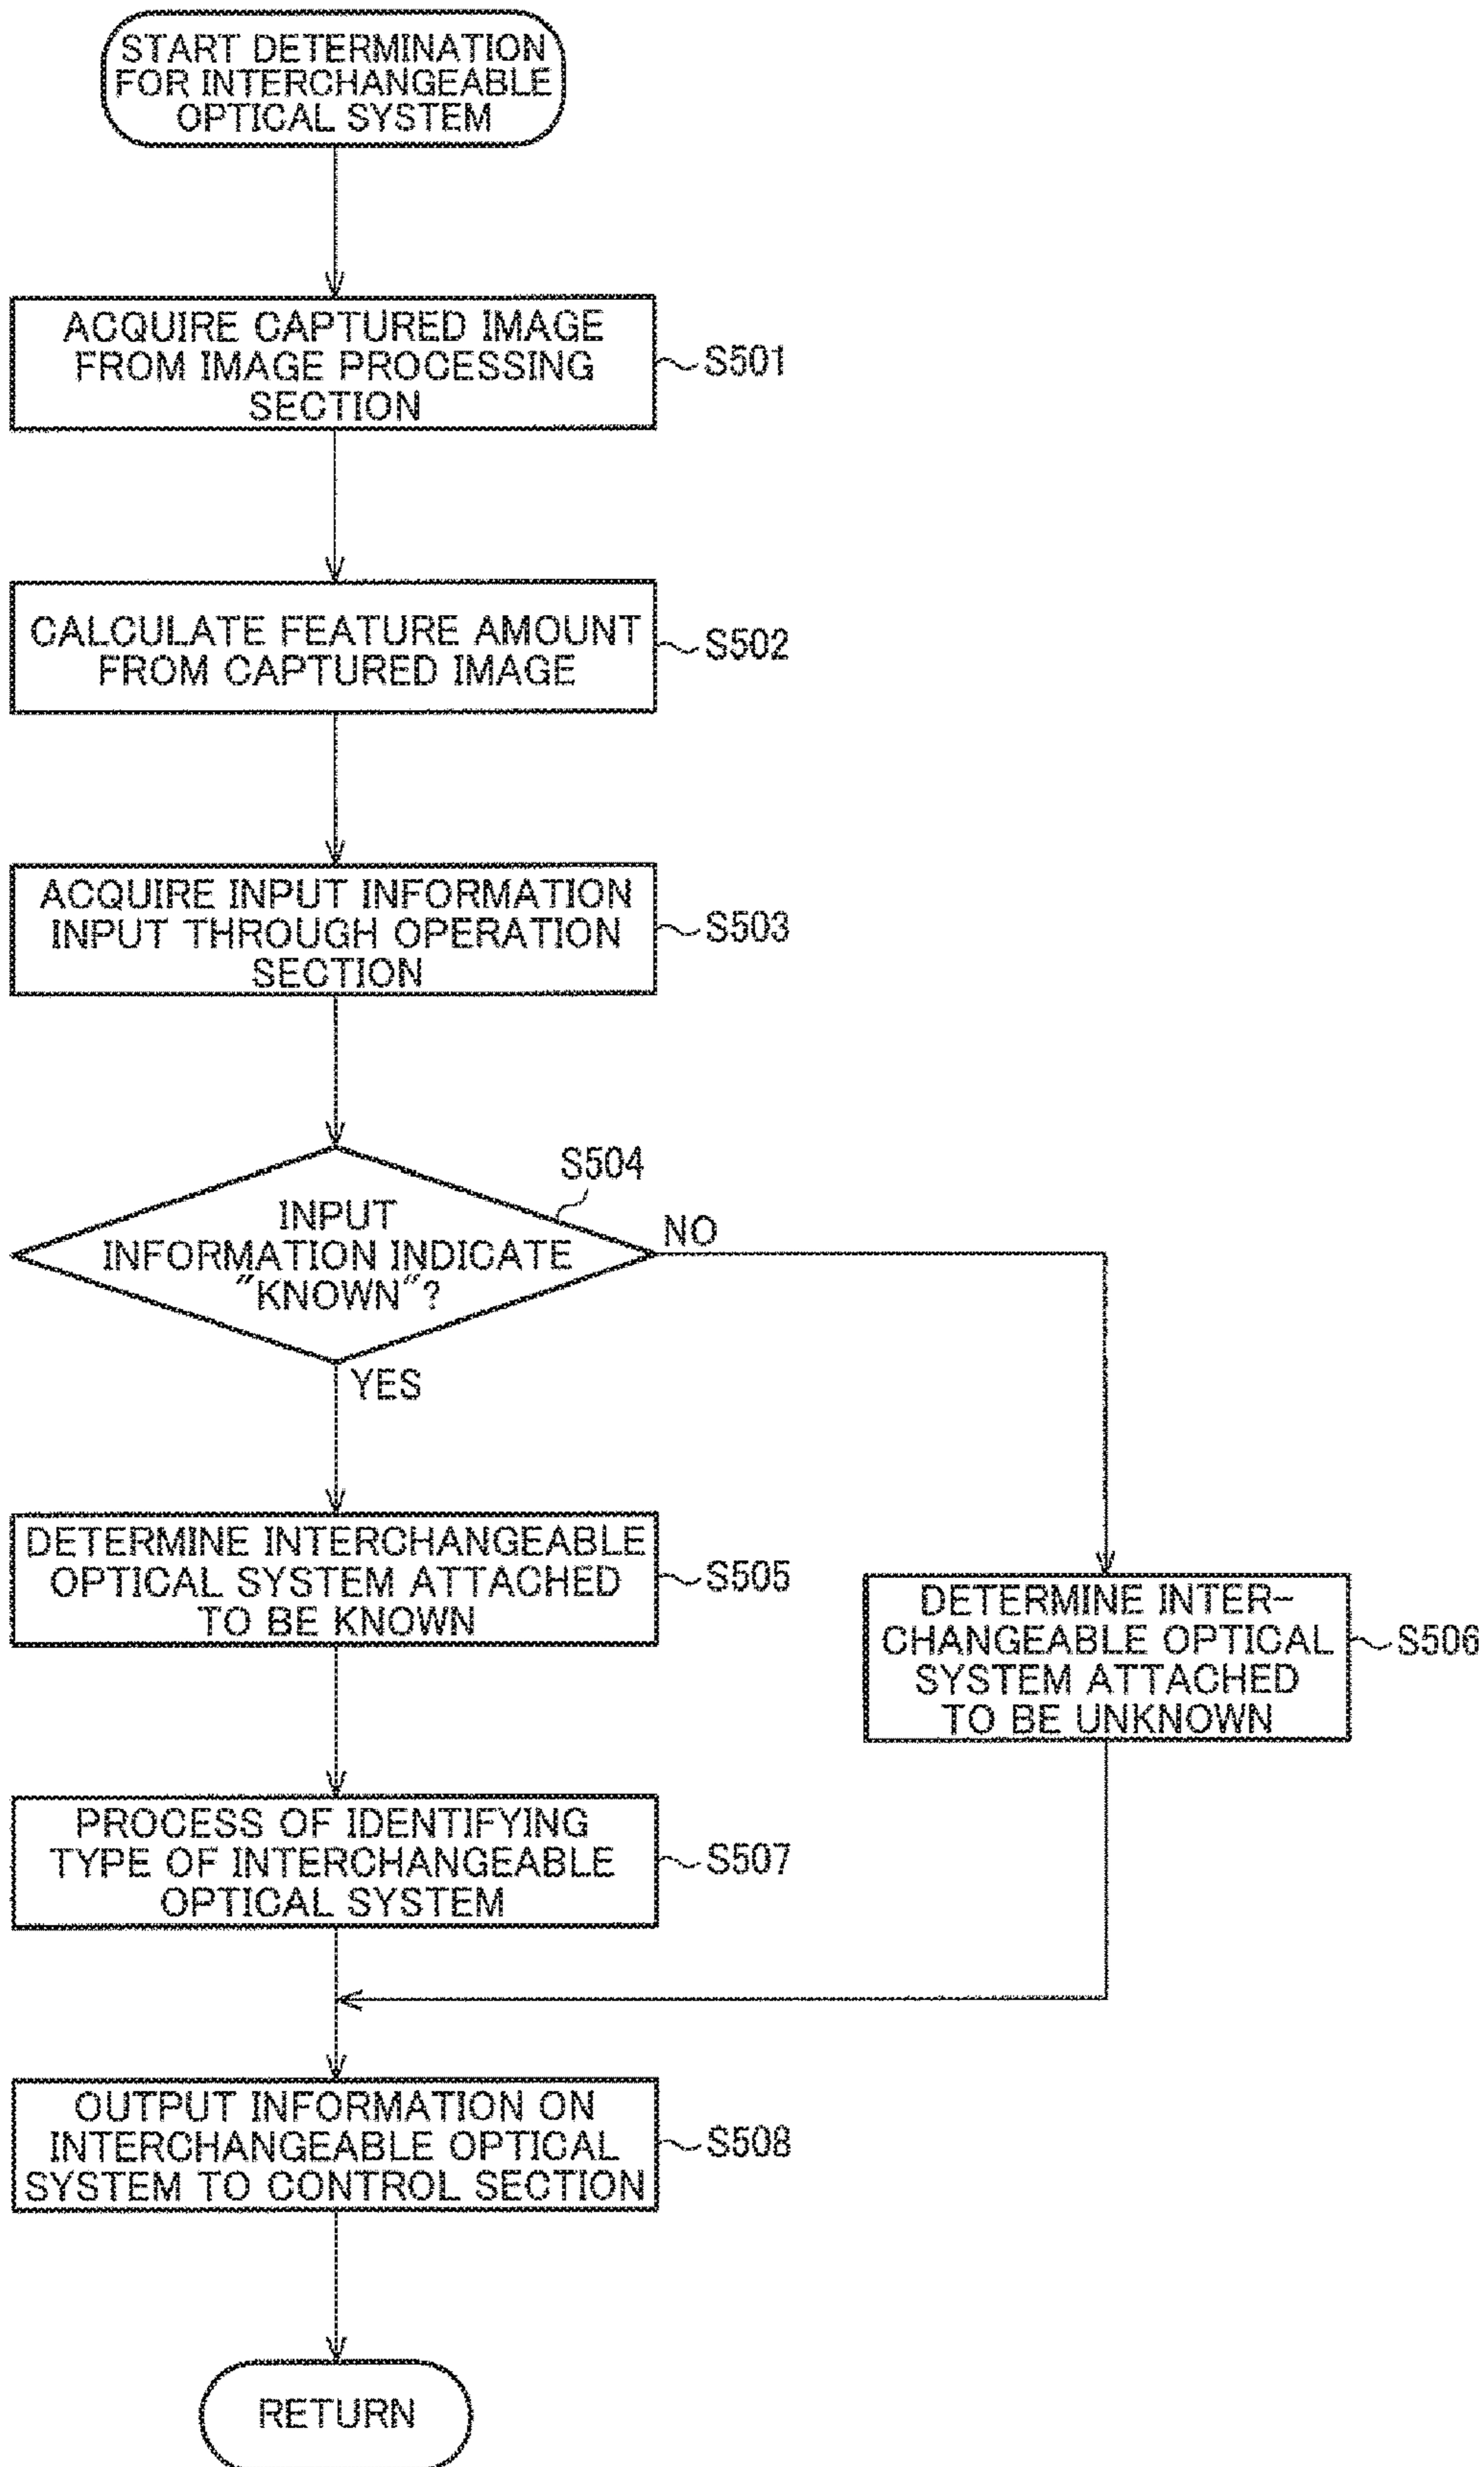 START DETERMINATION
FOR INTERCHANGEABLE
OPTICAL SYSTEM
ACQUIRE CAPTURED IMAGE
FROM IMAGE PROCESSING
SECTION
S501
CALCULATE FEATURE AMOUNT
FROM CAPTURED IMAGE
S502
ACQUIRE INPUT INFORMATION
INPUT THROUGH OPERATION
SECTION
S503
S504
INPUT
INFORMATION INDICATE
"KNOWN"?
NO
YES
DETERMINE INTERCHANGEABLE
OPTICAL SYSTEM ATTACHED
TO BE KNOWN
S505
DETERMINE INTER-
CHANGEABLE OPTICAL
SYSTEM ATTACHED
TO BE UNKNOWN
S506
PROCESS OF IDENTIFYING
TYPE OF INTERCHANGEABLE
OPTICAL SYSTEM
S507
OUTPUT INFORMATION ON
INTERCHANGEABLE OPTICAL
SYSTEM TO CONTROL SECTION
S508
RETURN